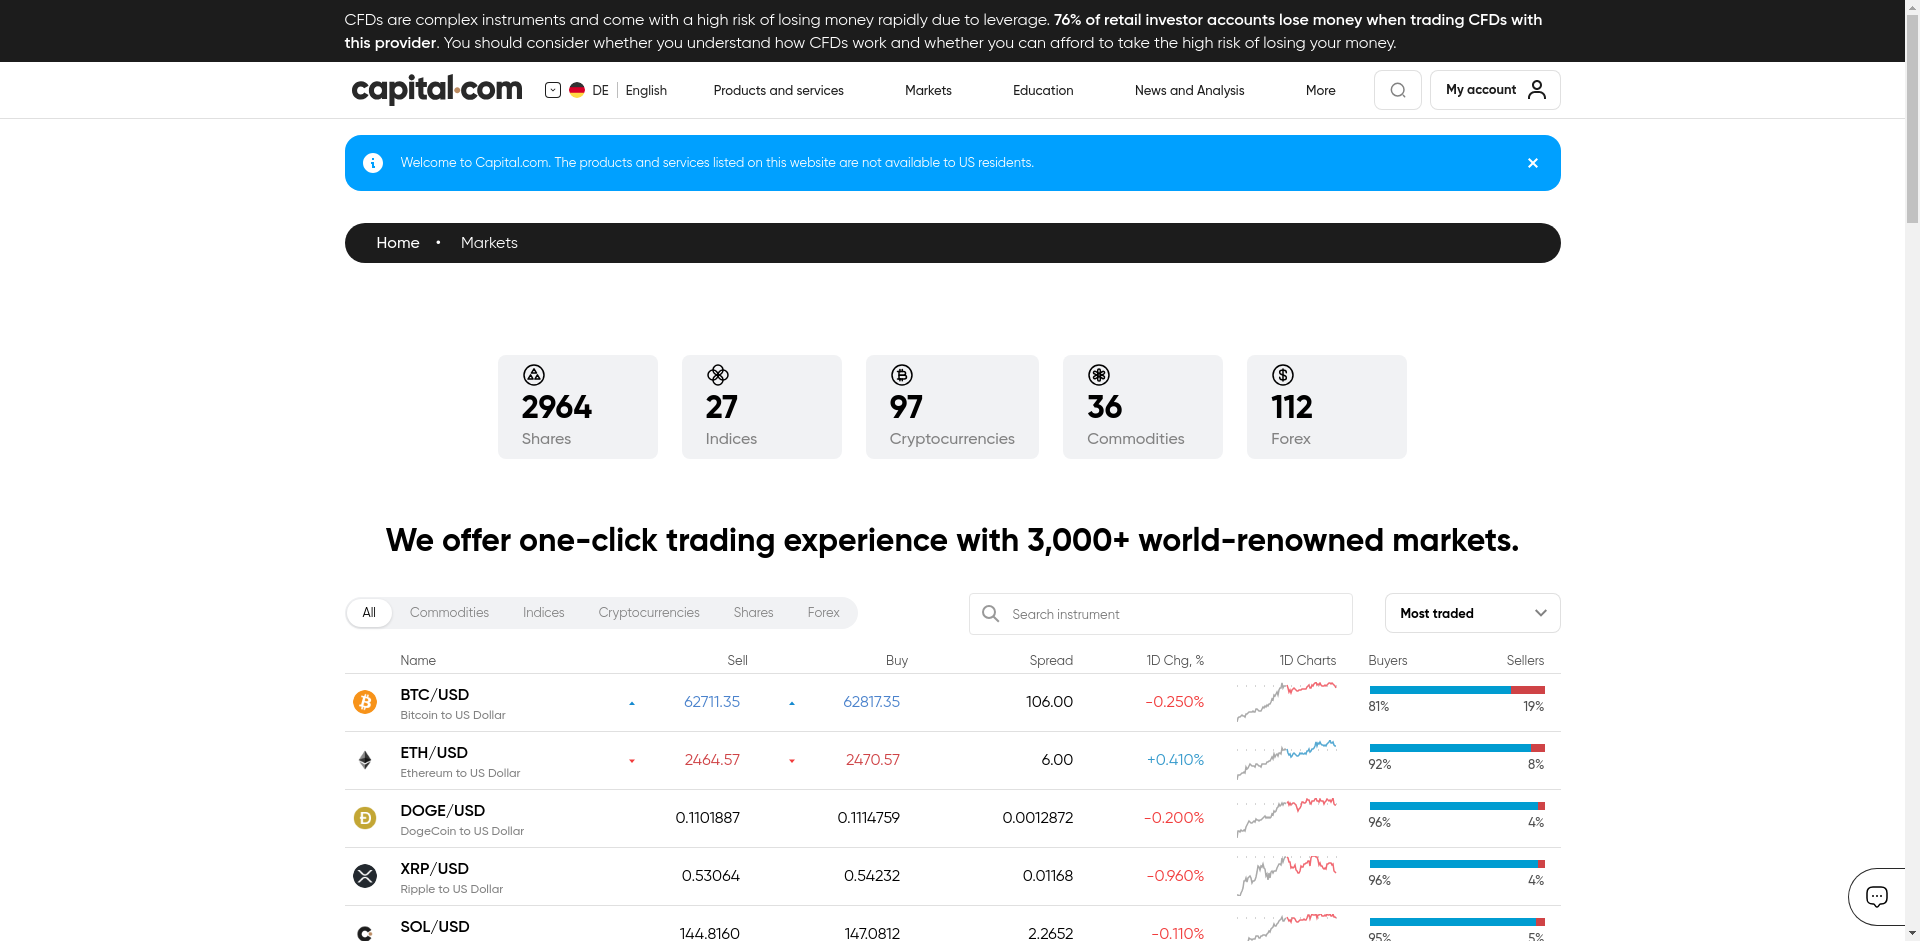 CFDs are complex instruments and come with a high risk of losing money rapidly due to leverage. 76% of retail investor accounts lose money when trading CFDs with
this provider. You should consider whether you understand how CFDs work and whether you can afford to take the high risk of losing your money.
capital.com DE English Products and services Markets Education News and Analysis More My account
Welcome to Capital.com. The products and services listed on this website are not available to US residents.
Home • Markets
2964 27 97 36 112
Shares Indices Cryptocurrencies Commodities Forex
We offer one-click trading experience with 3,000+ world-renowned markets.
All Commodities Indices Cryptocurrencies Shares Forex Search instrument Most traded
Name Sell Buy Spread 1D Chg, % 1D Charts Buyers Sellers
BTC/USD 62711.35 62817.35 106.00 -0.250%
Bitcoin to US Dollar 81% 19%
ETH/USD 2464.57 2470.57 6.00 +0.410%
Ethereum to US Dollar 92% 8%
DOGE/USD 0.1101887 0.1114759 0.0012872 -0.200%
DogeCoin to US Dollar 96% 4%
XRP/USD 0.53064 0.54232 0.01168 -0.960%
Ripple to US Dollar 96% 4%
SOL/USD 144.8160 147.0812 2.2652 -0.110%
95% 5%